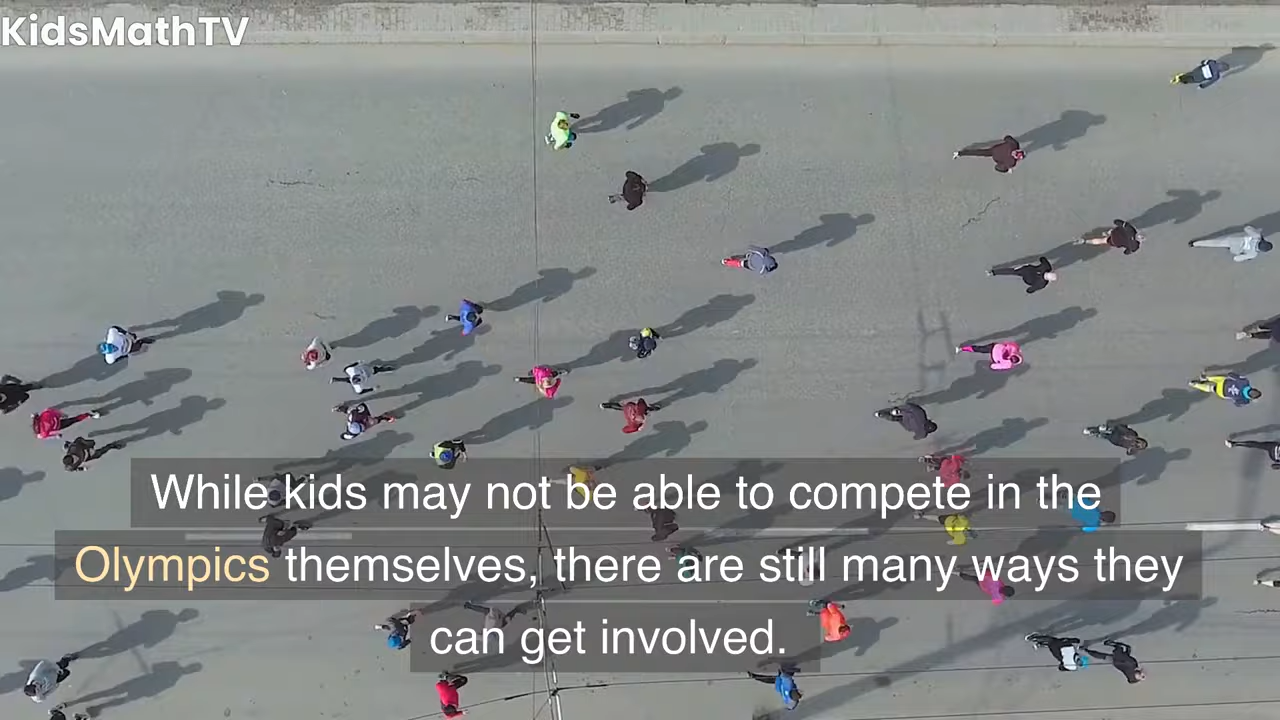 KidsMathTV
While kids may not be able to compete in the
Olympics themselves, there are still many ways they
can get involved.